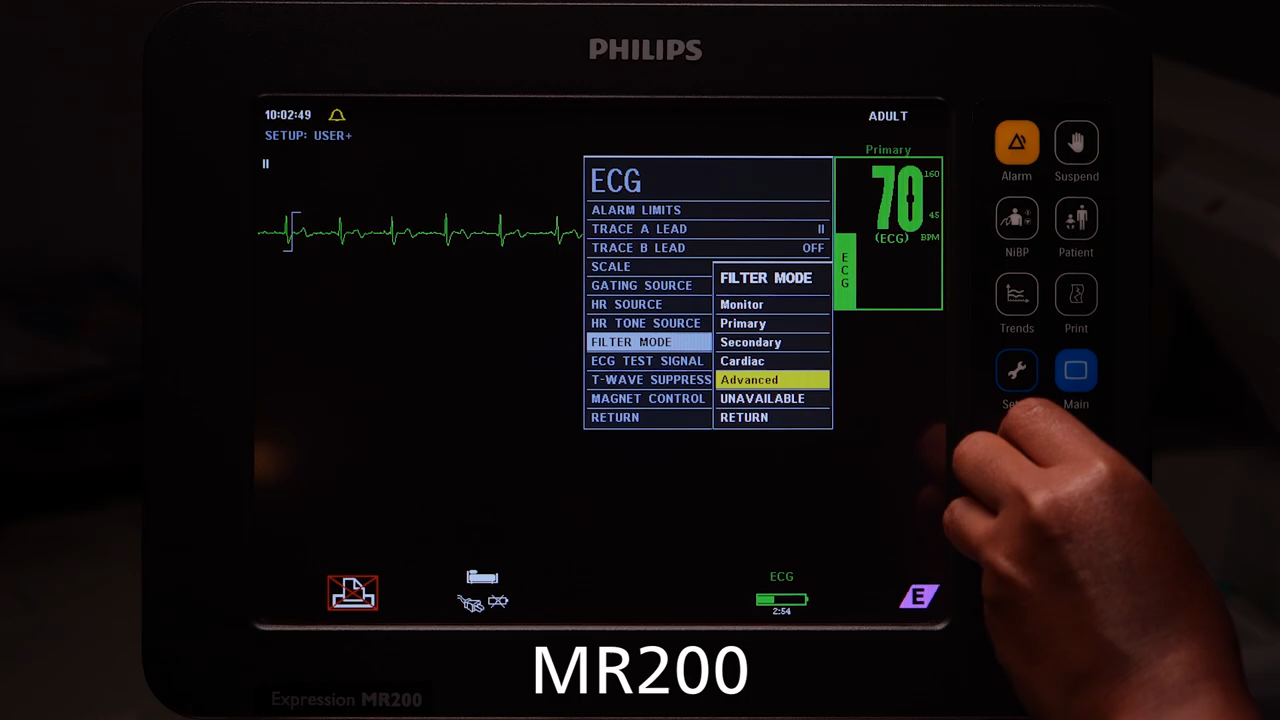 PHILIPS
10:02:49
ADULT
SETUP: USER+
Primary
II
ECG
ALARM LIMITS
TRACE A LEAD II
TRACE B LEAD OFF
SCALE
GATING SOURCE
HR SOURCE
HR TONE SOURCE
FILTER MODE
ECG TEST SIGNAL
T-WAVE SUPPRESS
MAGNET CONTROL
RETURN
FILTER MODE
Monitor
Primary
Secondary
Cardiac
Advanced
UNAVAILABLE
RETURN
70
160
45
(ECG) BPM
ECG
Alarm
Suspend
NiBP
Patient
Trends
Print
Main
ECG
2:54
E
MR200
Expression MR200